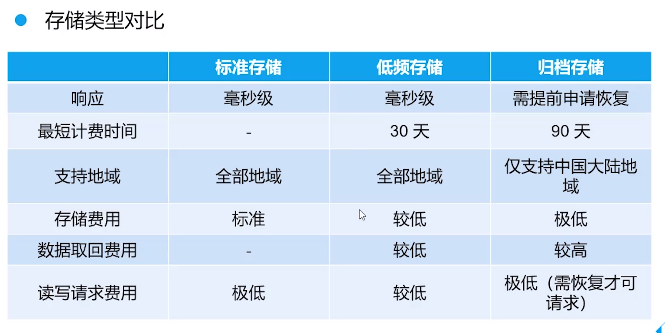 存储类型对比
标准存储 低频存储 归档存储
响应 毫秒级 毫秒级 需提前申请恢复
最短计费时间 - 30 天 90 天
支持地域 全部地域 全部地域 仅支持中国大陆地
域
存储费用 标准 较低 极低
数据取回费用 - 较低 较高
读写请求费用 极低 较低 极低（需恢复才可
请求）